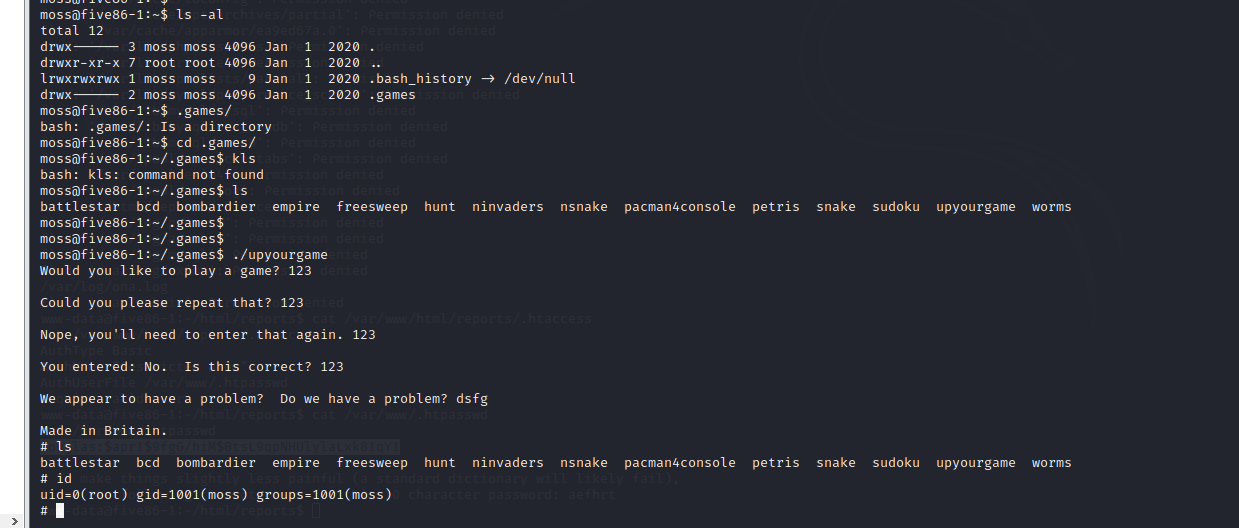 moss@five86-1:~$ ls -al
total 12
drwx------ 3 moss moss 4096 Jan  1  2020 .
drwxr-xr-x 7 root root 4096 Jan  1  2020 ..
lrwxrwxrwx 1 moss moss    9 Jan  1  2020 .bash_history -> /dev/null
drwx------ 2 moss moss 4096 Jan  1  2020 .games
moss@five86-1:~$ .games/
bash: .games/: Is a directory
moss@five86-1:~$ cd .games/
moss@five86-1:~/.games$ kls
bash: kls: command not found
moss@five86-1:~/.games$ ls
battlestar  bcd  bombardier  empire  freesweep  hunt  ninvaders  nsnake  pacman4console  petris  snake  sudoku  upyourgame  worms
moss@five86-1:~/.games$
moss@five86-1:~/.games$
moss@five86-1:~/.games$ ./upyourgame
Would you like to play a game? 123
Could you please repeat that? 123
Nope, you'll need to enter that again. 123
You entered: No.  Is this correct? 123
We appear to have a problem?  Do we have a problem? dsfg
Made in Britain.
# ls
battlestar  bcd  bombardier  empire  freesweep  hunt  ninvaders  nsnake  pacman4console  petris  snake  sudoku  upyourgame  worms
# id
uid=0(root) gid=1001(moss) groups=1001(moss)
#